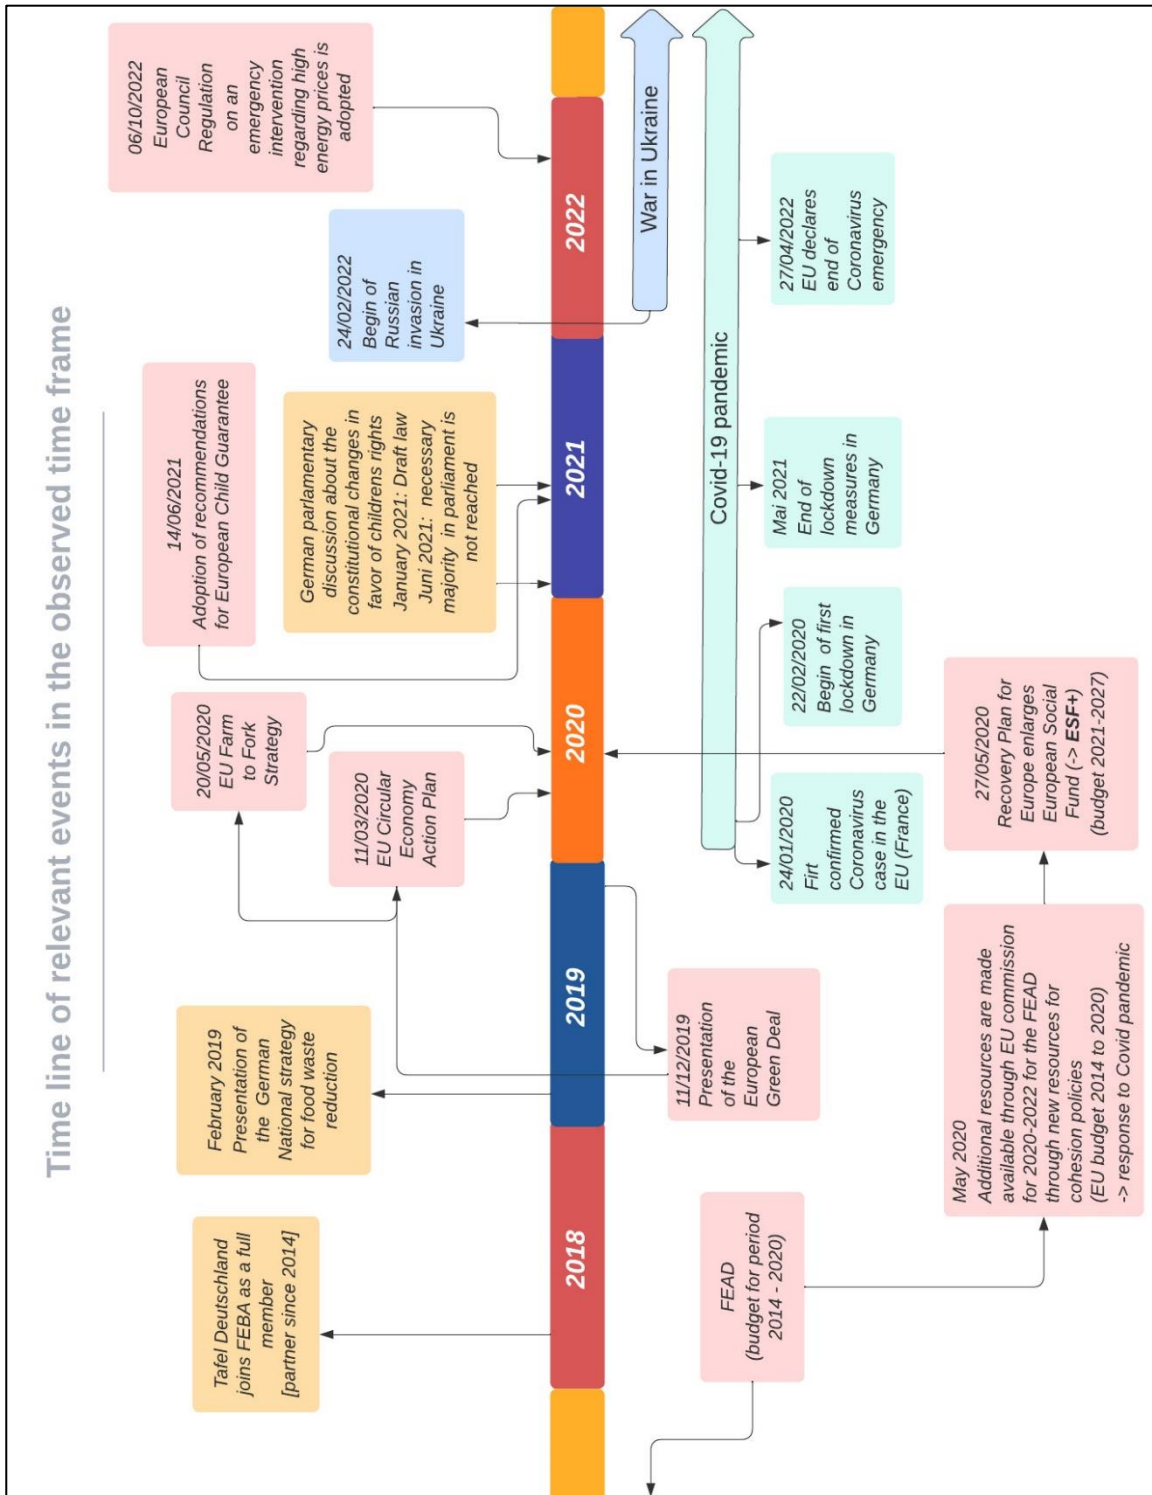 Time line of relevant events in the observed time frame
Tafel Deutschland
joins FEBA as a full
member
[partner since 2014]
February 2019
Presentation of
the German
National strategy
for food waste
reduction
20/05/2020
EU Farm
to Fork
Strategy
11/03/2020
EU Circular
Economy
Action Plan
14/06/2021
Adoption of recommendations
for European Child Guarantee
German parlamentary
discussion about the
constitutional changes in
favor of childrens rights
January 2021: Draft law
Juni 2021: necessary
majority in parliament is
not reached
24/02/2022
Begin of
Russian
invasion in
Ukraine
06/10/2022
European
Council
Regulation
on an
emergency
intervention
regarding high
energy prices is
adopted
2018
2019
2020
2021
2022
War in Ukraine
Covid-19 pandemic
11/12/2019
Presentation
of the
European
Green Deal
24/01/2020
Firt
confirmed
Coronavirus
case in the
EU (France)
22/02/2020
Begin of first
lockdown in
Germany
Mai 2021
End of
lockdown
measures in
Germany
27/04/2022
EU declares
end of
Coronavirus
emergency
FEAD
(budget for period
2014 - 2020)
May 2020
Additional resources are made
available through EU commission
for 2020-2022 for the FEAD
through new resources for
cohesion policies
(EU budget 2014 to 2020)
-> response to Covid pandemic
27/05/2020
Recovery Plan for
Europe enlarges
European Social
Fund (-> ESF+)
(budget 2021-2027)